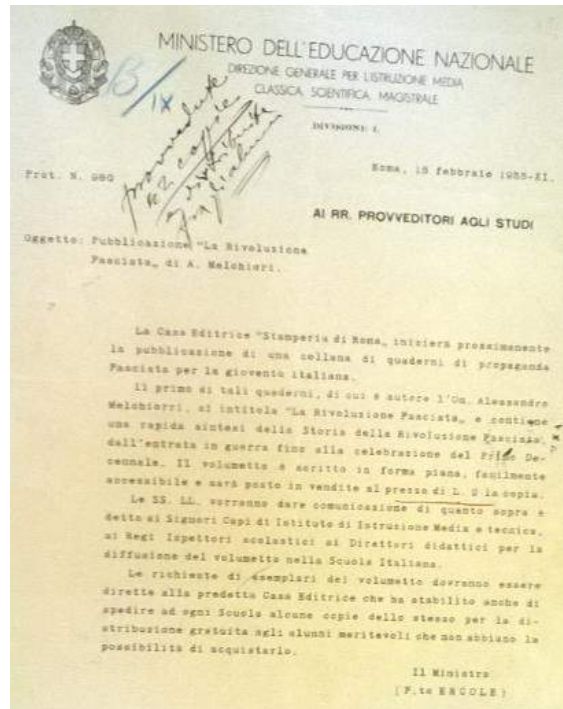 MINISTERO DELL'EDUCAZIONE NAZIONALE
DIREZIONE GENERALE PER L'ISTRUZIONE MEDIA
CLASSICA, SCIENTIFICA, MAGISTRALE
DIVISIONE I.
IX
provvedute
copie
Roma, 15 febbraio 1933-XI.
Prot. N. 980
AI RR. PROVVEDITORI AGLI STUDI
Oggetto: Pubblicazione "La Rivoluzione
Fascista" di A. Melchiori.
La Casa Editrice "Stamperia di Roma" inizierà prossimamente
la pubblicazione di una collana di quaderni di propaganda
Fascista per la gioventù italiana.
Il primo di tali quaderni, di cui è autore l'On. Alessandro
Melchiorri, si intitola "La Rivoluzione Fascista" e contiene
una rapida sintesi della Storia della Rivoluzione Fascista,
dall'entrata in guerra fino alla celebrazione del Primo De-
cennale. Il volumetto è scritto in forma piana, facilmente
accessibile e sarà posto in vendite al prezzo di L. la copia.
Le SS. LL. vorranno dare comunicazione di quanto sopra è
detto ai Signori Capi di Istituto di Istruzione Media e tecnica,
ai Regi Ispettori scolastici ai Direttori didattici per la
diffusione del volumetto nella Scuola Italiana.
Le richieste di esemplari del volumetto dovranno essere
dirette alla predetta Casa Editrice che ha stabilito anche di
spedire ad ogni Scuola alcune copie dello stesso per la di-
stribuzione gratuita agli alunni meritevoli che non abbiano la
possibilità di acquistarlo.
Il Ministro
(F.to ERCOLE)